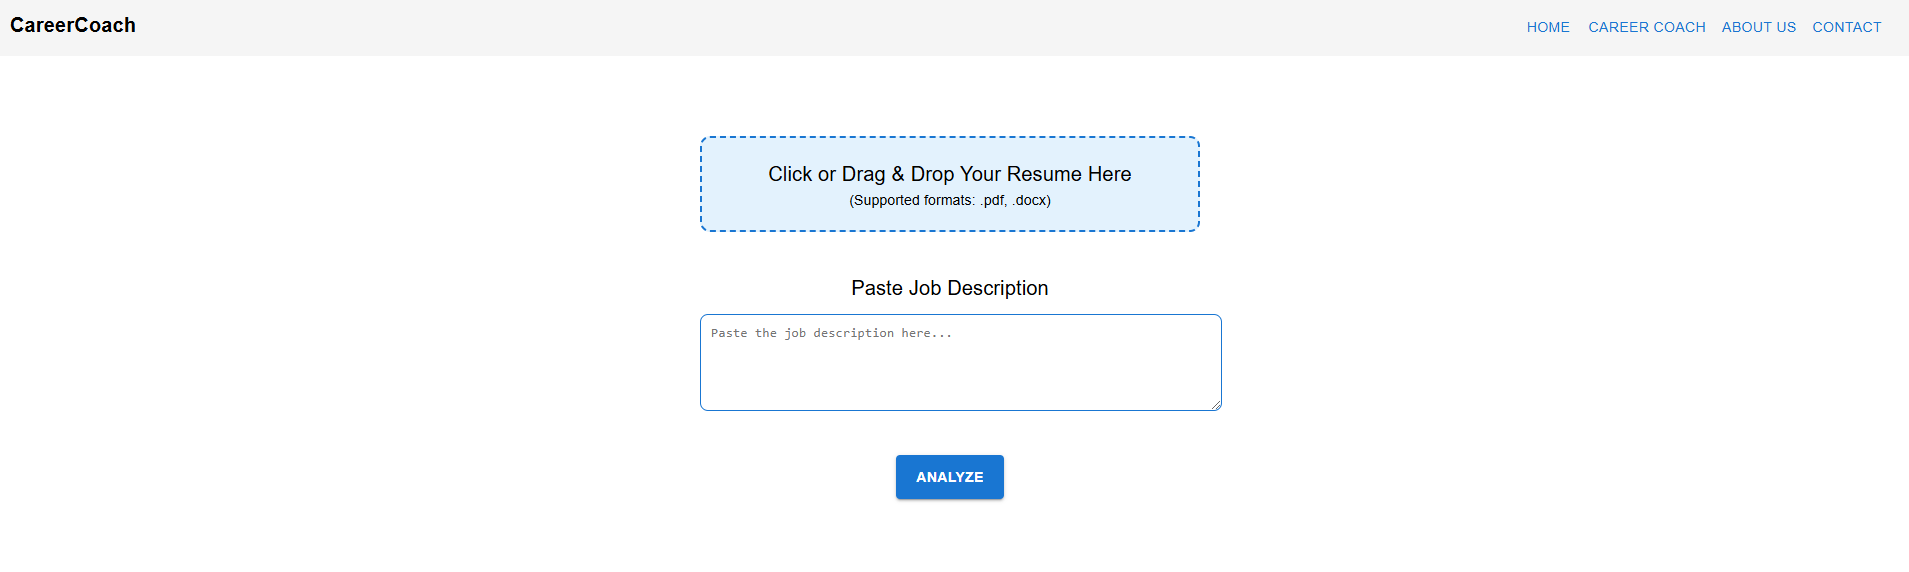 CareerCoach
HOME CAREER COACH ABOUT US CONTACT
Click or Drag & Drop Your Resume Here
(Supported formats: .pdf, .docx)
Paste Job Description
Paste the job description here...
ANALYZE